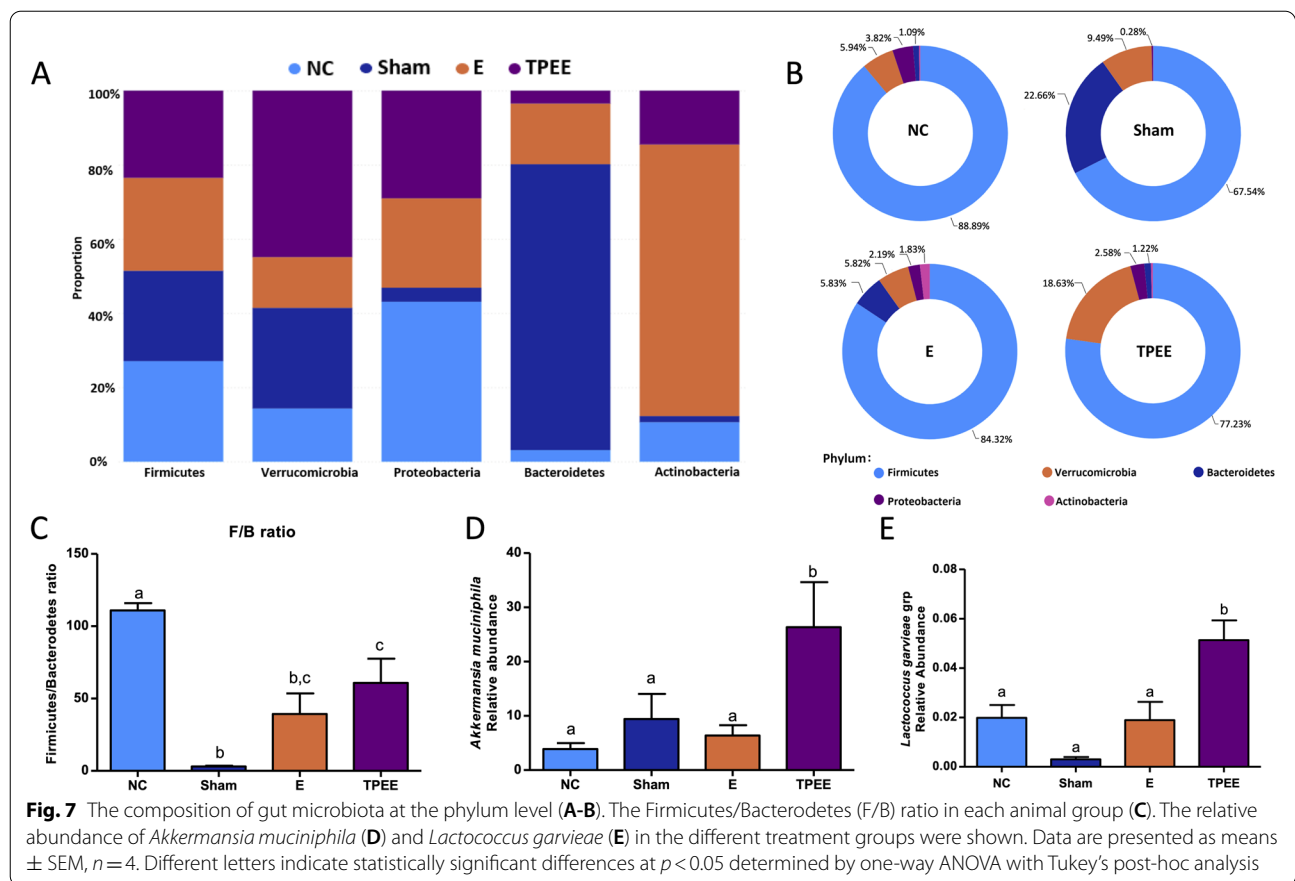 A
NC Sham E TPEE
100%
80%
60%
40%
20%
0%
Proportion
Firmicutes Verrucomicrobia Proteobacteria Bacteroidetes Actinobacteria
B
5.94% 3.82% 1.09%
NC
88.89%
0.28%
9.49%
22.66%
Sham
67.54%
5.83% 5.82% 2.19% 1.83%
E
84.32%
18.63% 2.58% 1.22%
TPEE
77.23%
Phylum:
Firmicutes Verrucomicrobia Bacteroidetes
Proteobacteria Actinobacteria
C
F/B ratio
Firmicutes/Bacterodetes ratio
150
100
50
0
a b b,c c
NC Sham E TPEE
D
Akkermansia muciniphila
Relative abundance
40
30
20
10
0
a a a b
NC Sham E TPEE
E
Lactococcus garvieae grp
Relative Abundance
0.08
0.06
0.04
0.02
0.00
a a a b
NC Sham E TPEE
Fig. 7 The composition of gut microbiota at the phylum level (A-B). The Firmicutes/Bacterodetes (F/B) ratio in each animal group (C). The relative
abundance of Akkermansia muciniphila (D) and Lactococcus garvieae (E) in the different treatment groups were shown. Data are presented as means
± SEM, n = 4. Different letters indicate statistically significant differences at p < 0.05 determined by one-way ANOVA with Tukey's post-hoc analysis